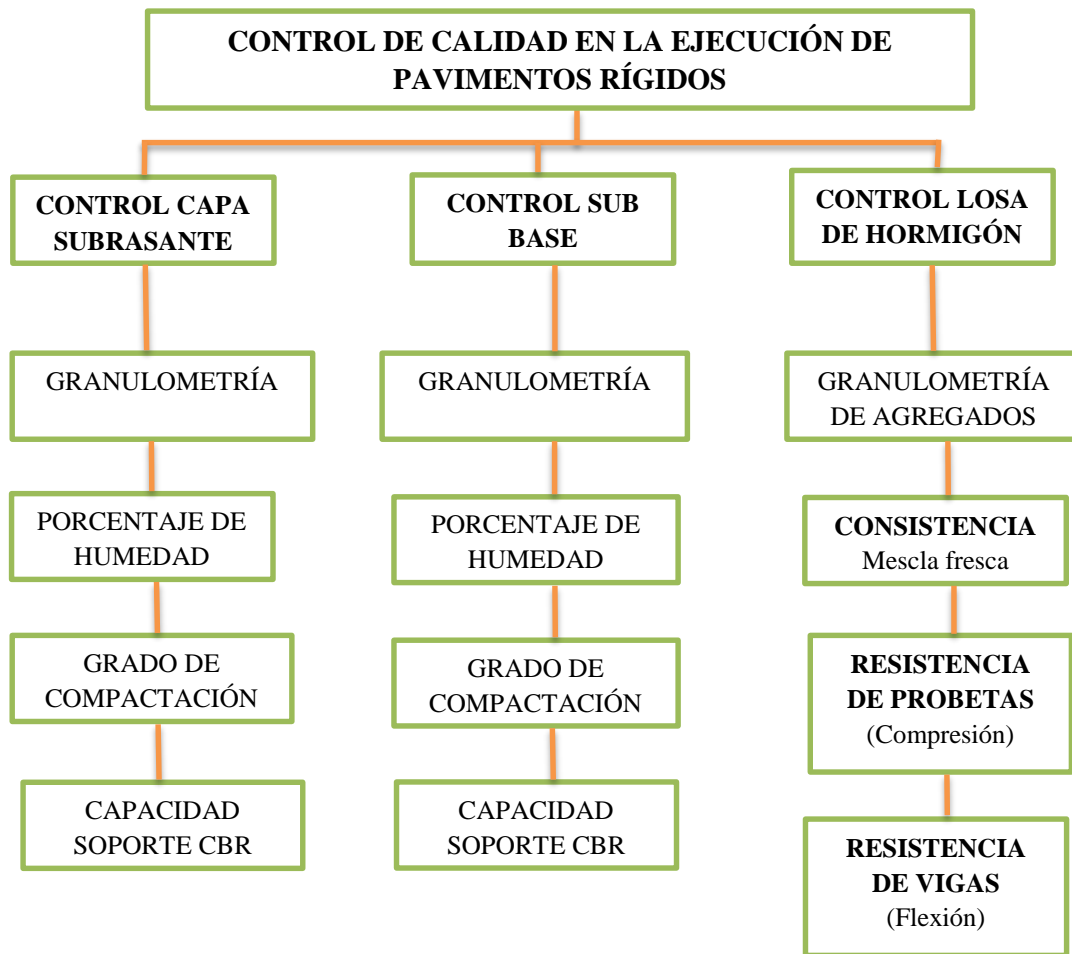 CONTROL DE CALIDAD EN LA EJECUCIÓN DE
PAVIMENTOS RÍGIDOS
CONTROL CAPA
SUBRASANTE
CONTROL SUB
BASE
CONTROL LOSA
DE HORMIGÓN
GRANULOMETRÍA
GRANULOMETRÍA
GRANULOMETRÍA
DE AGREGADOS
PORCENTAJE DE
HUMEDAD
PORCENTAJE DE
HUMEDAD
CONSISTENCIA
Mescla fresca
GRADO DE
COMPACTACIÓN
GRADO DE
COMPACTACIÓN
RESISTENCIA
DE PROBETAS
(Compresión)
CAPACIDAD
SOPORTE CBR
CAPACIDAD
SOPORTE CBR
RESISTENCIA
DE VIGAS
(Flexión)